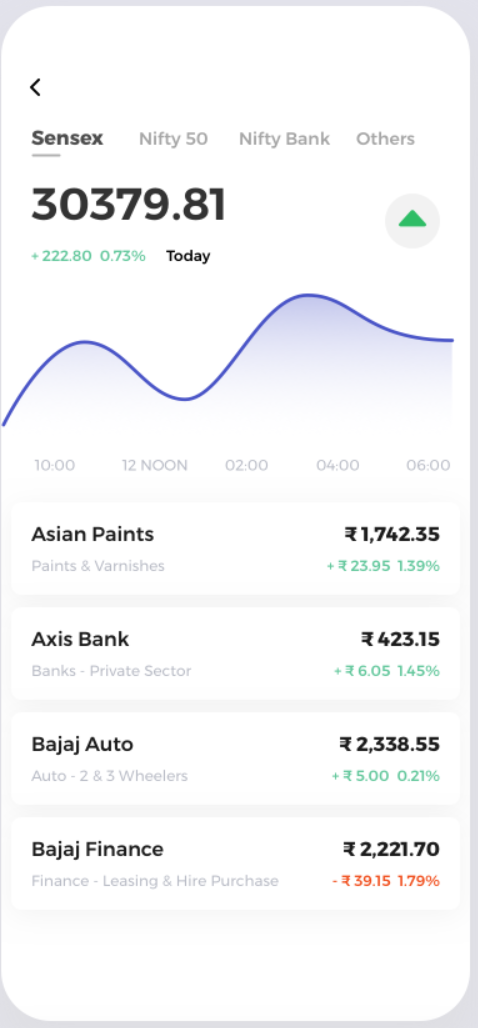 Sensex Nifty 50 Nifty Bank Others
30379.81
+ 222.80 0.73% Today
10:00 12 NOON 02:00 04:00 06:00
Asian Paints ₹ 1,742.35
Paints & Varnishes + ₹ 23.95 1.39%
Axis Bank ₹ 423.15
Banks - Private Sector + ₹ 6.05 1.45%
Bajaj Auto ₹ 2,338.55
Auto - 2 & 3 Wheelers + ₹ 5.00 0.21%
Bajaj Finance ₹ 2,221.70
Finance - Leasing & Hire Purchase - ₹ 39.15 1.79%